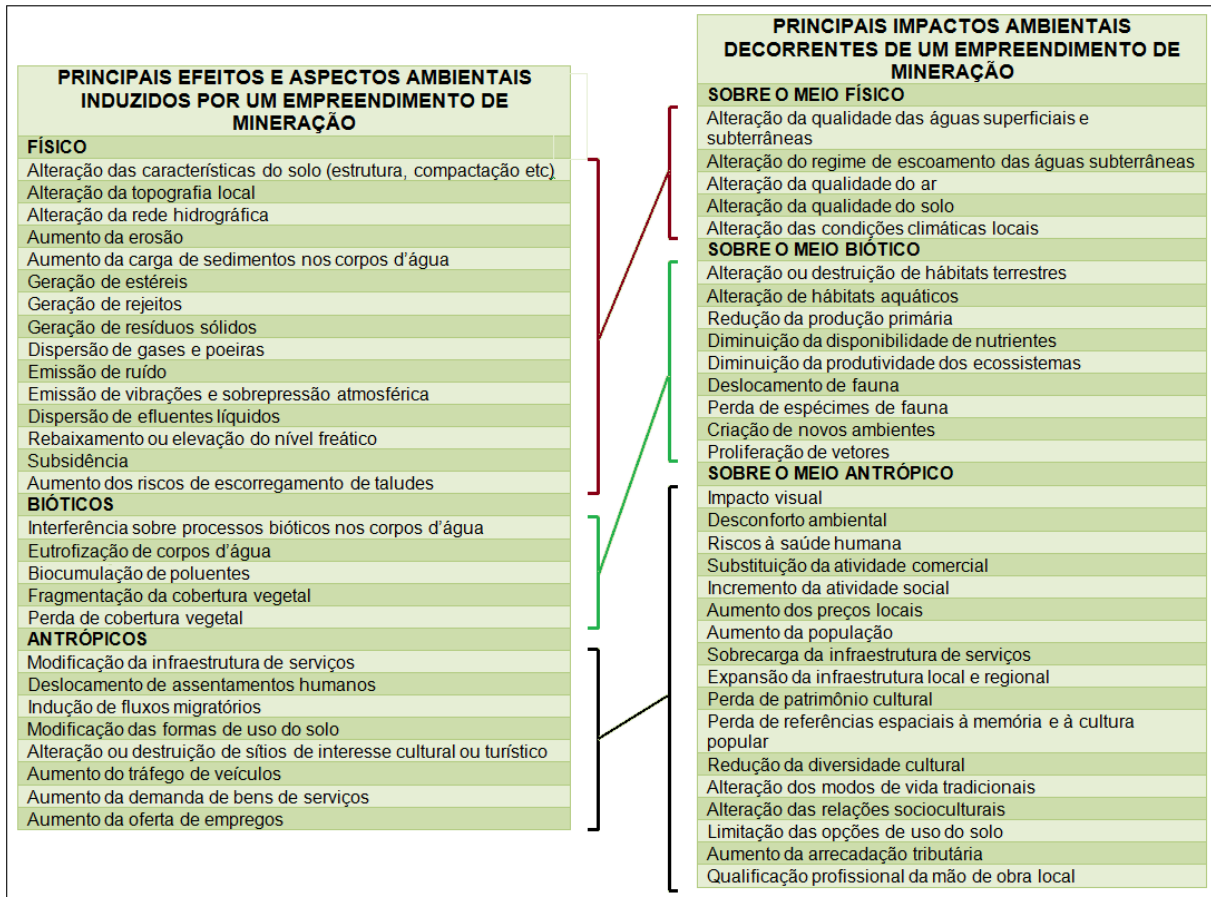 PRINCIPAIS EFEITOS E ASPECTOS AMBIENTAIS
INDUZIDOS POR UM EMPREENDIMENTO DE
MINERAÇÃO
FÍSICO
Alteração das características do solo (estrutura, compactação etc)
Alteração da topografia local
Alteração da rede hidrográfica
Aumento da erosão
Aumento da carga de sedimentos nos corpos d’água
Geração de estéreis
Geração de rejeitos
Geração de resíduos sólidos
Dispersão de gases e poeiras
Emissão de ruído
Emissão de vibrações e sobrepressão atmosférica
Dispersão de efluentes líquidos
Rebaixamento ou elevação do nível freático
Subsidência
Aumento dos riscos de escorregamento de taludes
BIÓTICOS
Interferência sobre processos bióticos nos corpos d’água
Eutrofização de corpos d’água
Biocumulação de poluentes
Fragmentação da cobertura vegetal
Perda de cobertura vegetal
ANTRÓPICOS
Modificação da infraestrutura de serviços
Deslocamento de assentamentos humanos
Indução de fluxos migratórios
Modificação das formas de uso do solo
Alteração ou destruição de sítios de interesse cultural ou turístico
Aumento do tráfego de veículos
Aumento da demanda de bens de serviços
Aumento da oferta de empregos
PRINCIPAIS IMPACTOS AMBIENTAIS
DECORRENTES DE UM EMPREENDIMENTO DE
MINERAÇÃO
SOBRE O MEIO FÍSICO
Alteração da qualidade das águas superficiais e
subterrâneas
Alteração do regime de escoamento das águas subterrâneas
Alteração da qualidade do ar
Alteração da qualidade do solo
Alteração das condições climáticas locais
SOBRE O MEIO BIÓTICO
Alteração ou destruição de hábitats terrestres
Alteração de hábitats aquáticos
Redução da produção primária
Diminuição da disponibilidade de nutrientes
Diminuição da produtividade dos ecossistemas
Deslocamento de fauna
Perda de espécimes de fauna
Criação de novos ambientes
Proliferação de vetores
SOBRE O MEIO ANTRÓPICO
Impacto visual
Desconforto ambiental
Riscos à saúde humana
Substituição da atividade comercial
Incremento da atividade social
Aumento dos preços locais
Aumento da população
Sobrecarga da infraestrutura de serviços
Expansão da infraestrutura local e regional
Perda de patrimônio cultural
Perda de referências espaciais à memória e à cultura
popular
Redução da diversidade cultural
Alteração dos modos de vida tradicionais
Alteração das relações socioculturais
Limitação das opções de uso do solo
Aumento da arrecadação tributária
Qualificação profissional da mão de obra local